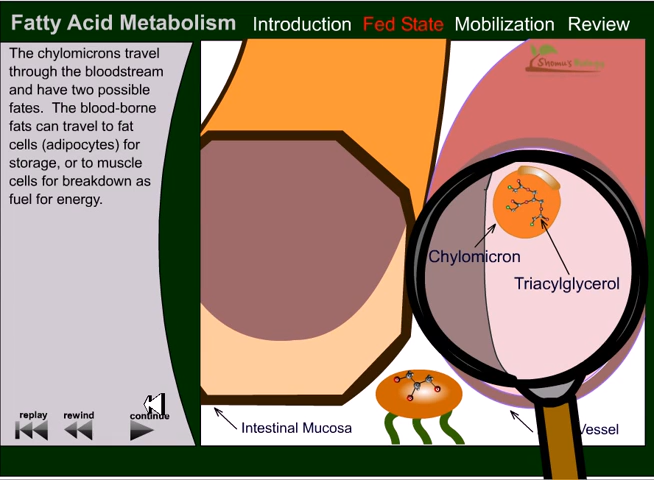 Fatty Acid Metabolism Introduction Fed State Mobilization Review
The chylomicrons travel
through the bloodstream
and have two possible
fates. The blood-borne
fats can travel to fat
cells (adipocytes) for
storage, or to muscle
cells for breakdown as
fuel for energy.
Shomu's Biology
Chylomicron
Triacylglycerol
replay rewind continue
Intestinal Mucosa
Vessel